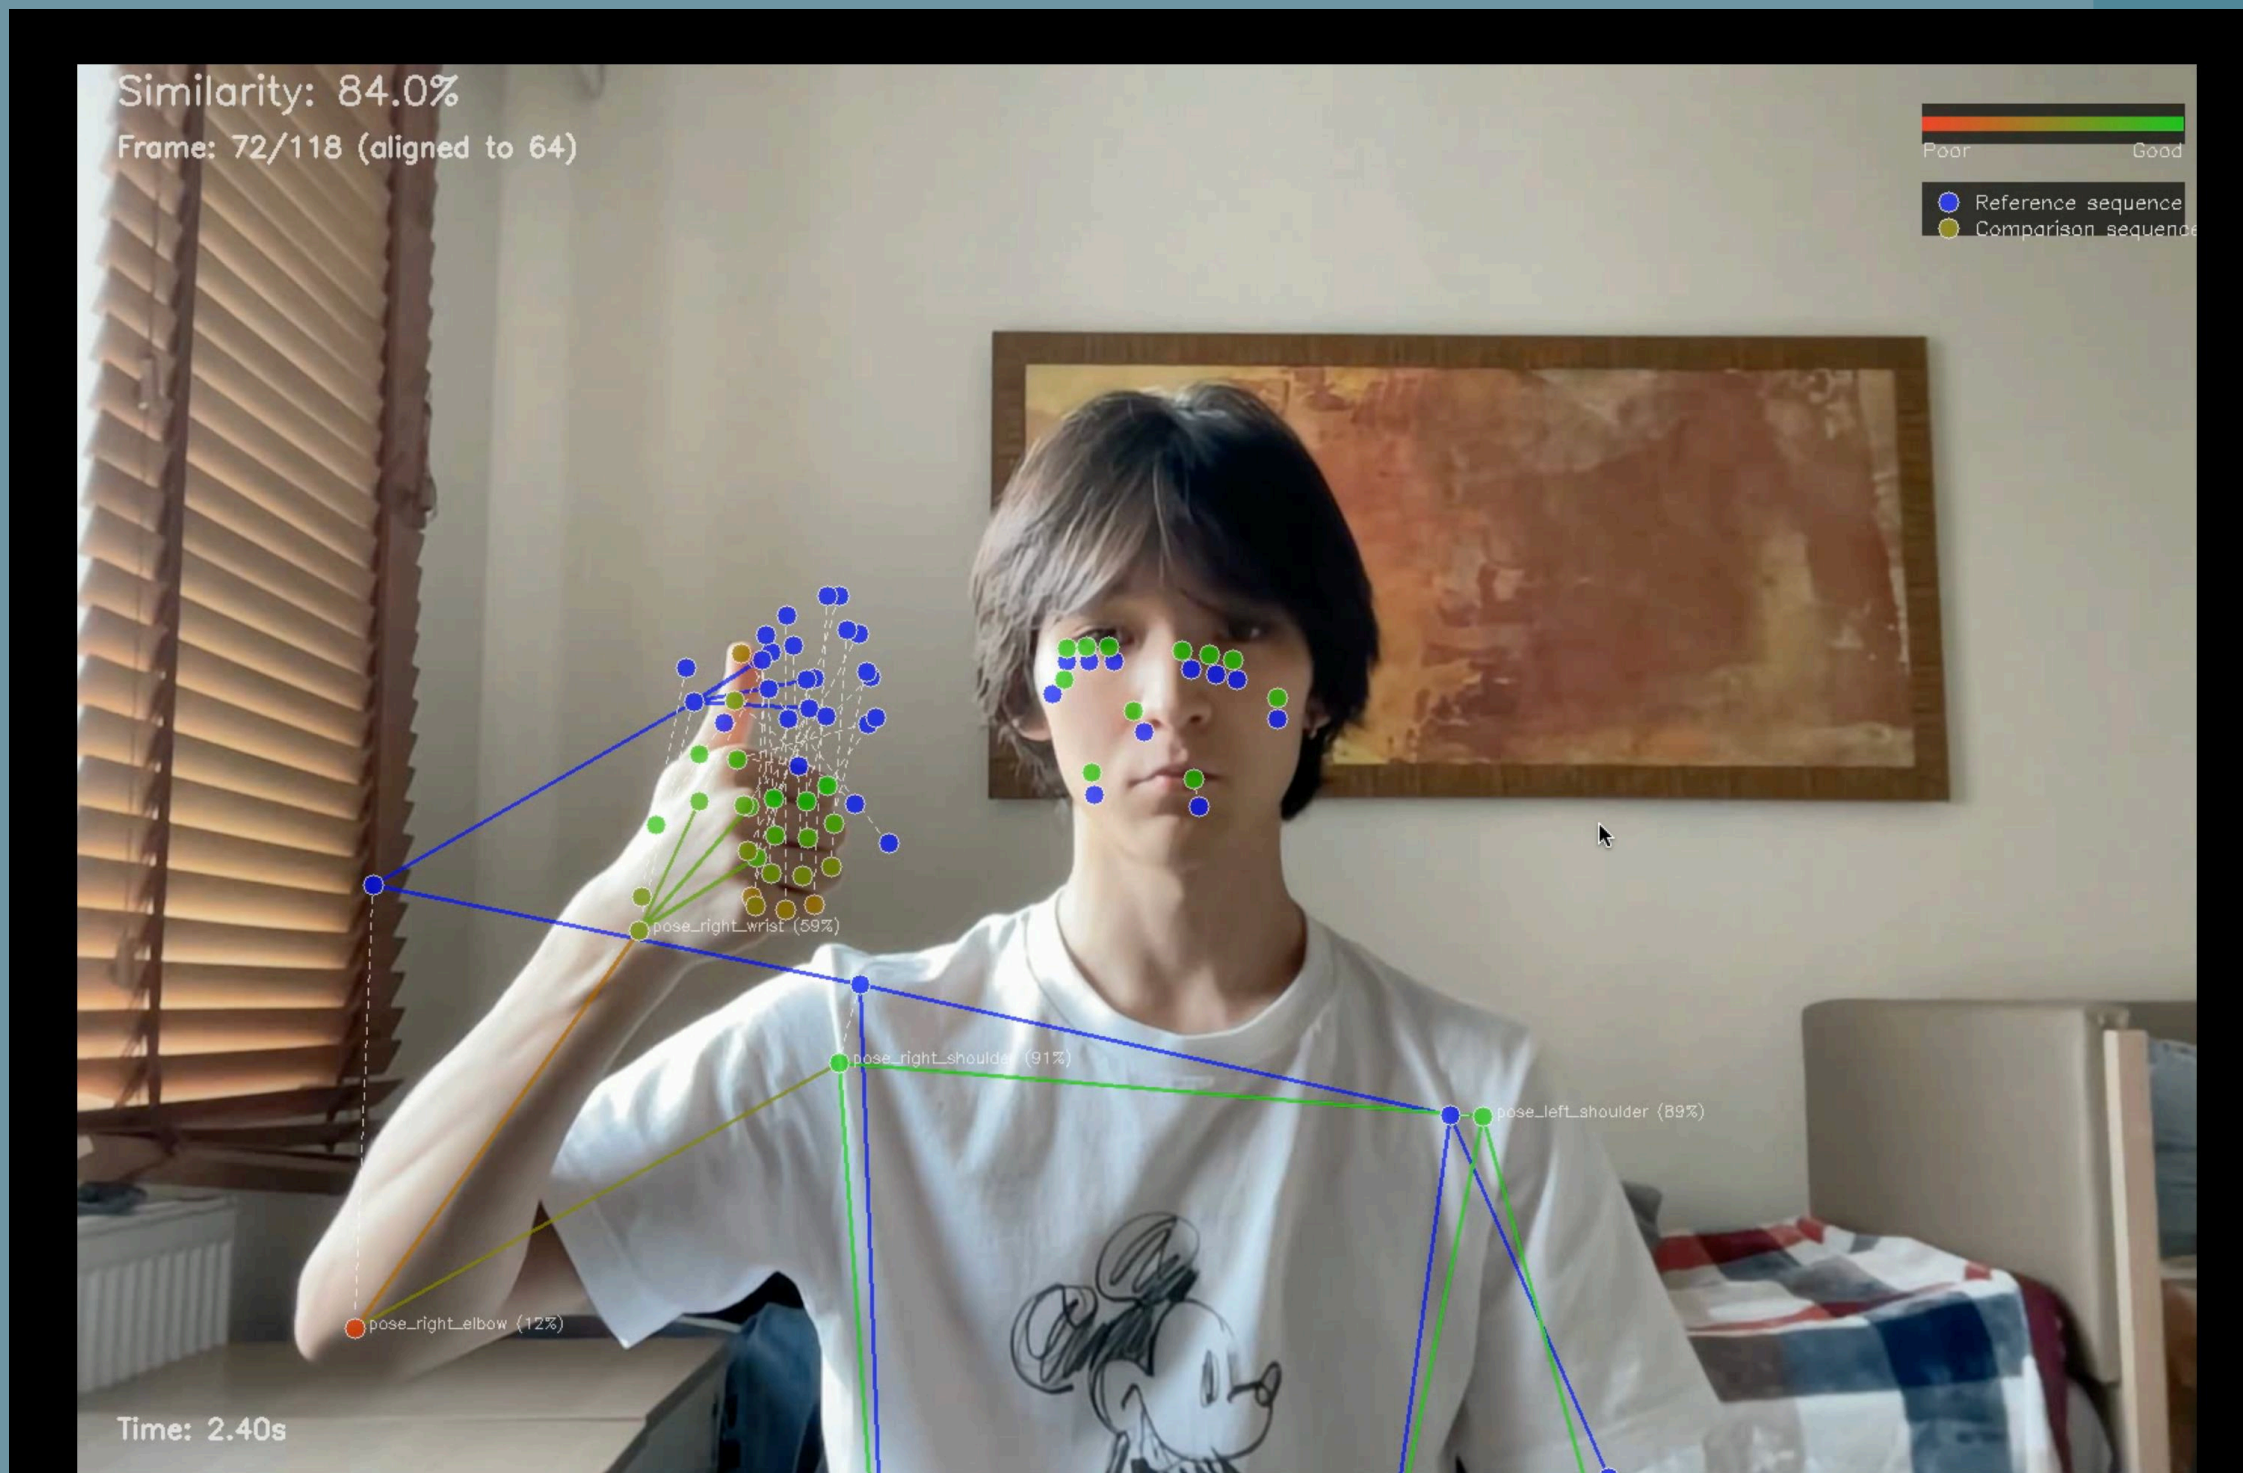 Similarity: 84.0%
Frame: 72/118 (aligned to 64)
Poor Good
Reference sequence
Comparison sequence
pose_right_wrist (59%)
pose_right_shoulder (91%)
pose_left_shoulder (89%)
pose_right_elbow (12%)
Time: 2.40s